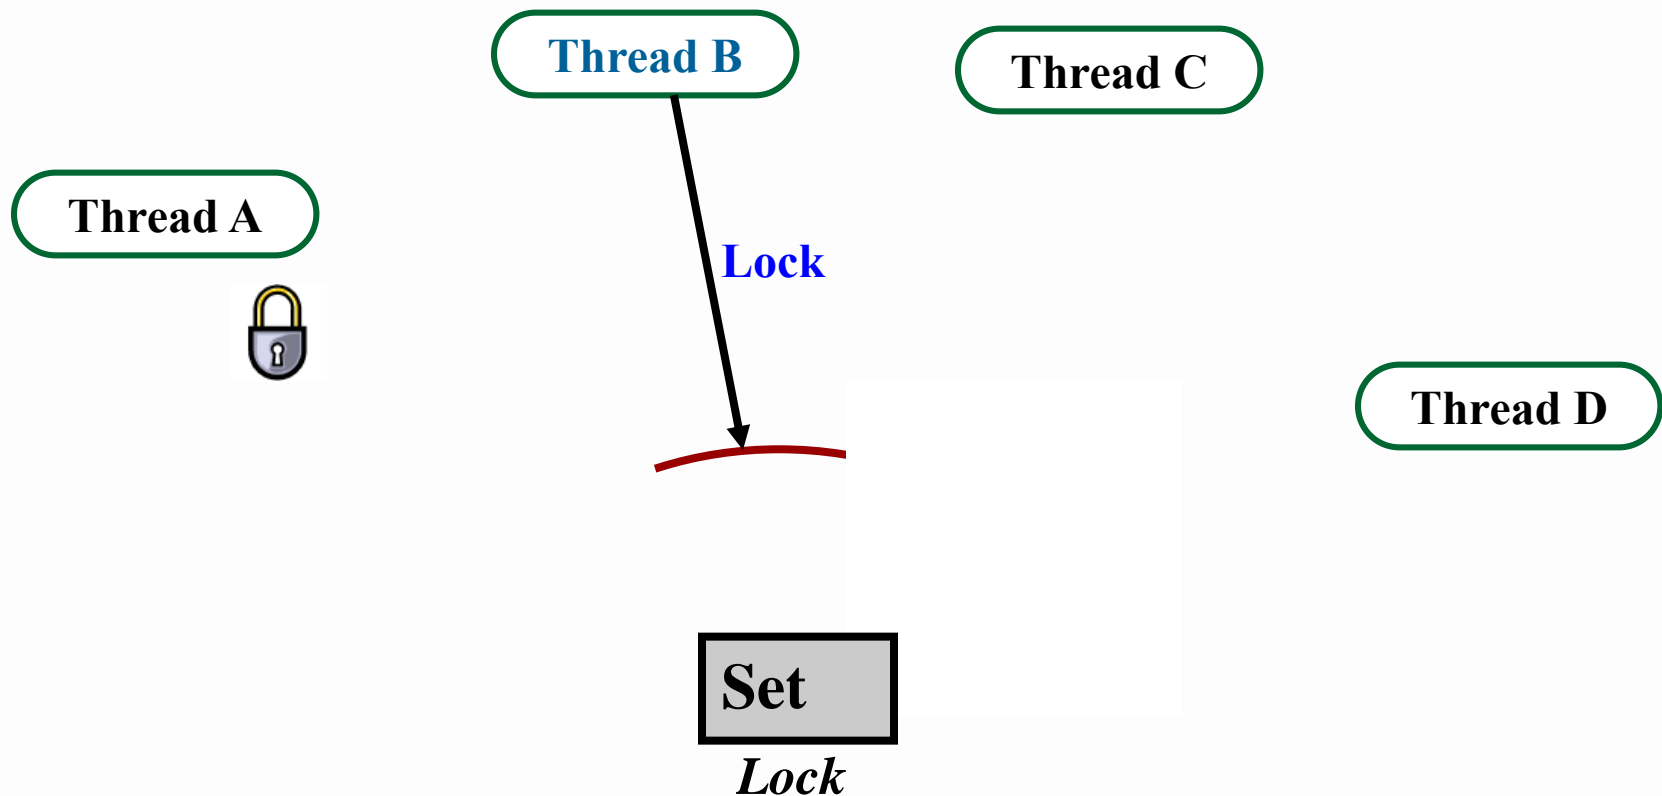 Thread B
Thread C
Thread A
Lock
Thread D
Set
Lock